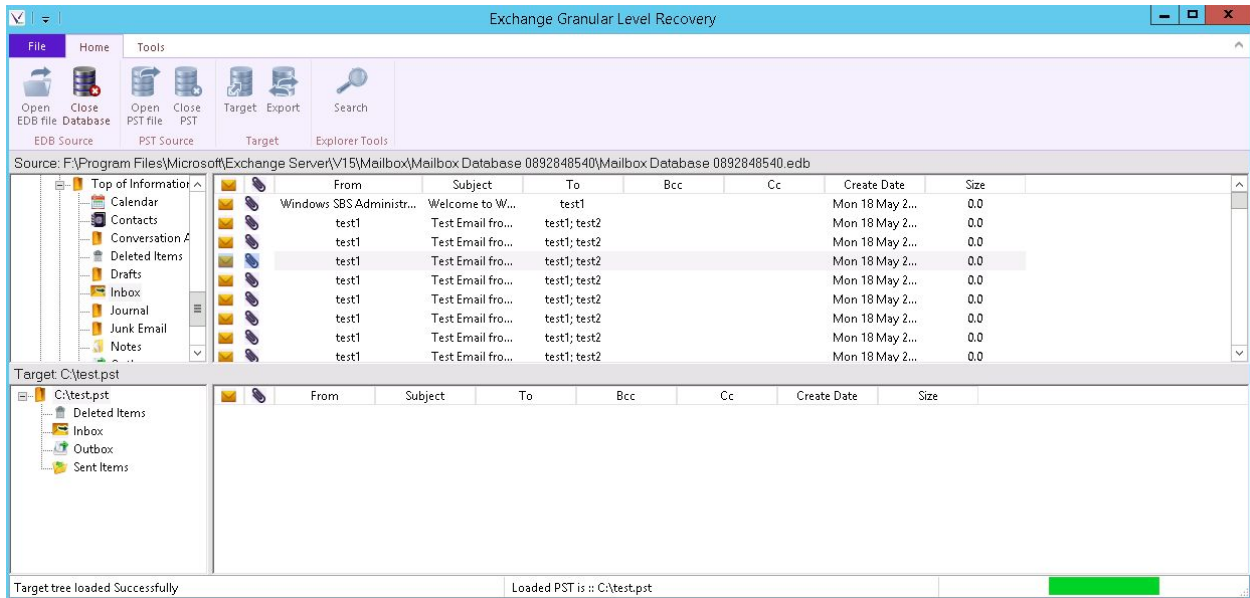 Exchange Granular Level Recovery
File Home Tools
Open EDB file Close Database Open PST file Close PST Target Export Search
EDB Source PST Source Target Explorer Tools
Source: F:\Program Files\Microsoft\Exchange Server\V15\Mailbox\Mailbox Database 0892848540\Mailbox Database 0892848540.edb
Top of Information
Calendar
Contacts
Conversation A
Deleted Items
Drafts
Inbox
Journal
Junk Email
Notes
From Subject To Bcc Cc Create Date Size
Windows SBS Administr... Welcome to W... test1 Mon 18 May 2... 0.0
test1 Test Email fro... test1; test2 Mon 18 May 2... 0.0
test1 Test Email fro... test1; test2 Mon 18 May 2... 0.0
test1 Test Email fro... test1; test2 Mon 18 May 2... 0.0
test1 Test Email fro... test1; test2 Mon 18 May 2... 0.0
test1 Test Email fro... test1; test2 Mon 18 May 2... 0.0
test1 Test Email fro... test1; test2 Mon 18 May 2... 0.0
test1 Test Email fro... test1; test2 Mon 18 May 2... 0.0
test1 Test Email fro... test1; test2 Mon 18 May 2... 0.0
Target: C:\test.pst
C:\test.pst
Deleted Items
Inbox
Outbox
Sent Items
From Subject To Bcc Cc Create Date Size
Target tree loaded Successfully
Loaded PST is :: C:\test.pst